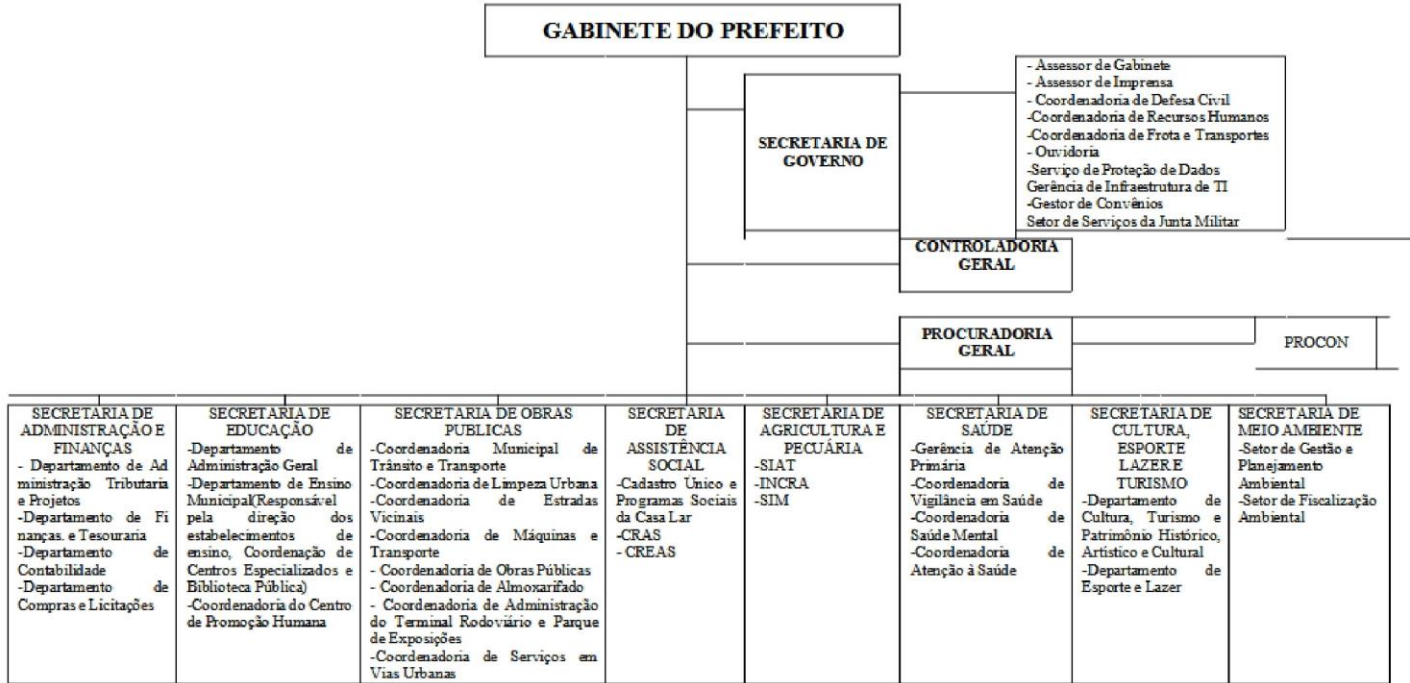 GABINETE DO PREFEITO
SECRETARIA DE
GOVERNO
- Assessor de Gabinete
- Assessor de Imprensa
- Coordenadoria de Defesa Civil
-Coordenadoria de Recursos Humanos
-Coordenadoria de Frota e Transportes
- Ouvidoria
-Serviço de Proteção de Dados
Gerência de Infraestrutura de TI
-Gestor de Convênios
Setor de Serviços da Junta Militar
CONTROLADORIA
GERAL
PROCURADORIA
GERAL
PROCON
SECRETARIA DE
ADMINISTRAÇÃO E
FINANÇAS
- Departamento de Ad
ministração Tributaria
e Projetos
-Departamento de Fi
nanças. e Tesouraria
-Departamento de
Contabilidade
-Departamento de
Compras e Licitações
SECRETARIA DE
EDUCAÇÃO
-Departamento de
Administração Geral
-Departamento de Ensino
Municipal(Responsável
pela direção dos
estabelecimentos de
ensino, Coordenação de
Centros Especializados e
Biblioteca Pública)
-Coordenadoria do Centro
de Promoção Humana
SECRETARIA DE OBRAS
PUBLICAS
-Coordenadoria Municipal de
Trânsito e Transporte
-Coordenadoria de Limpeza Urbana
-Coordenadoria de Estradas
Vicinais
-Coordenadoria de Máquinas e
Transporte
- Coordenadoria de Obras Públicas
- Coordenadoria de Almoxarifado
- Coordenadoria de Administração
do Terminal Rodoviário e Parque
de Exposições
-Coordenadoria de Serviços em
Vias Urbanas
SECRETARIA
DE
ASSISTÊNCIA
SOCIAL
-Cadastro Único e
Programas Sociais
da Casa Lar
-CRAS
- CREAS
SECRETARIA DE
AGRICULTURA E
PECUÁRIA
-SIAT
-INCRA
-SIM
SECRETARIA DE
SAÚDE
-Gerência de Atenção
Primária
-Coordenadoria de
Vigilância em Saúde
-Coordenadoria de
Saúde Mental
-Coordenadoria de
Atenção à Saúde
SECRETARIA DE
CULTURA,
ESPORTE
LAZER E
TURISMO
-Departamento de
Cultura, Turismo e
Patrimônio Histórico,
Artístico e Cultural
-Departamento de
Esporte e Lazer
SECRETARIA DE
MEIO AMBIENTE
-Setor de Gestão e
Planejamento
Ambiental
-Setor de Fiscalização
Ambiental